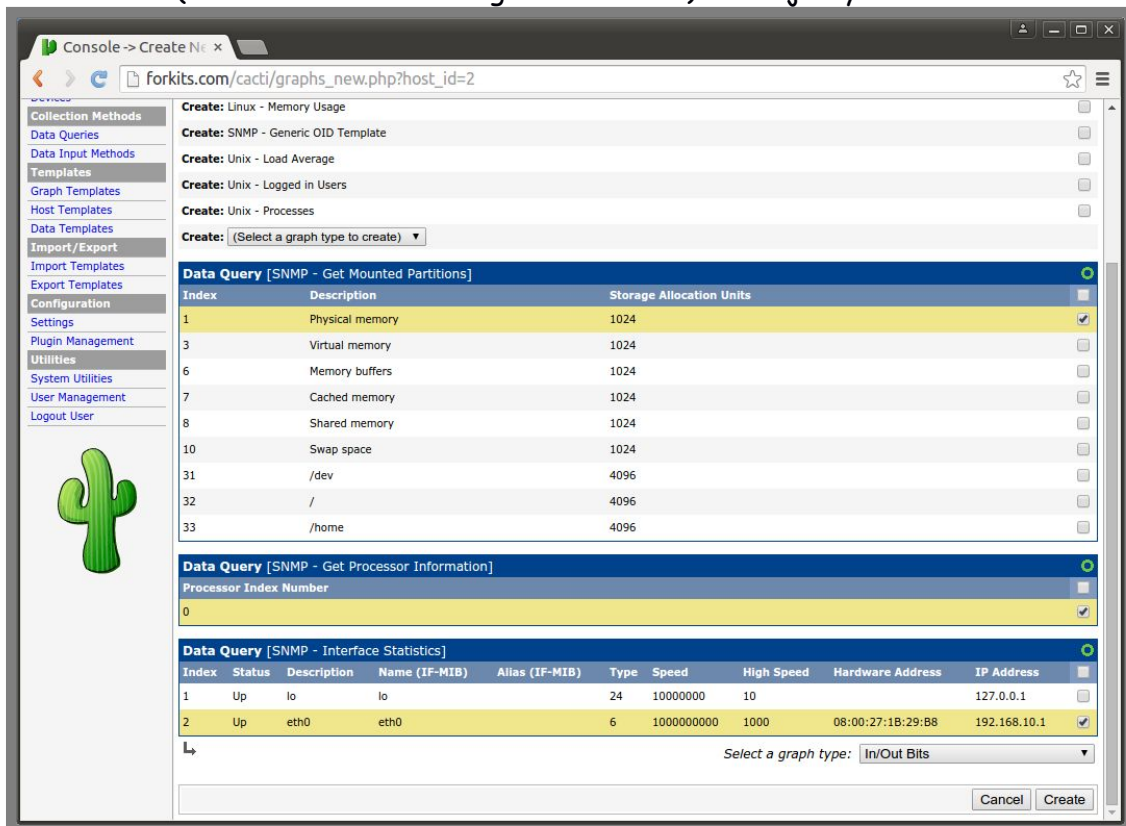 Console -> Create Ne
forkits.com/cacti/graphs_new.php?host_id=2
Devices
Collection Methods
Data Queries
Data Input Methods
Templates
Graph Templates
Host Templates
Data Templates
Import/Export
Import Templates
Export Templates
Configuration
Settings
Plugin Management
Utilities
System Utilities
User Management
Logout User
Create: Linux - Memory Usage
Create: SNMP - Generic OID Template
Create: Unix - Load Average
Create: Unix - Logged in Users
Create: Unix - Processes
Create: (Select a graph type to create)
Data Query [SNMP - Get Mounted Partitions]
Index Description Storage Allocation Units
1 Physical memory 1024
3 Virtual memory 1024
6 Memory buffers 1024
7 Cached memory 1024
8 Shared memory 1024
10 Swap space 1024
31 /dev 4096
32 / 4096
33 /home 4096
Data Query [SNMP - Get Processor Information]
Processor Index Number
0
Data Query [SNMP - Interface Statistics]
Index Status Description Name (IF-MIB) Alias (IF-MIB) Type Speed High Speed Hardware Address IP Address
1 Up lo lo 24 10000000 10 127.0.0.1
2 Up eth0 eth0 6 1000000000 1000 08:00:27:1B:29:B8 192.168.10.1
Select a graph type: In/Out Bits
Cancel Create